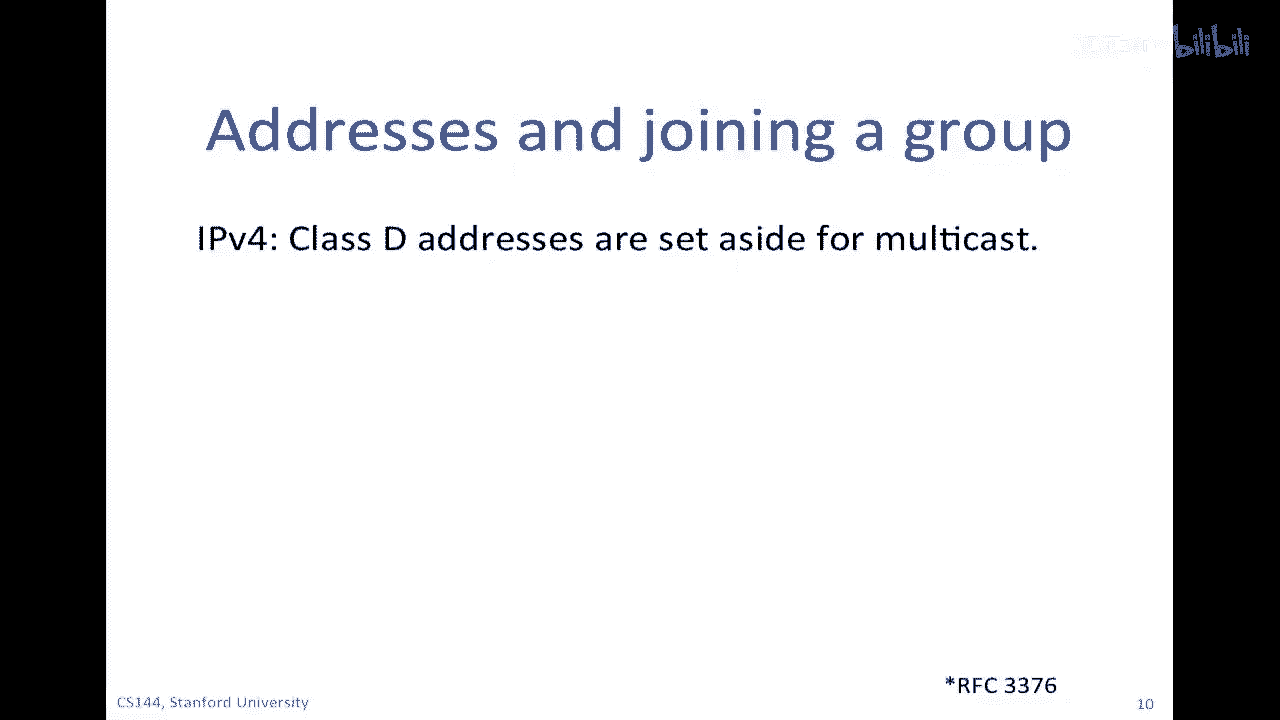 bilibili
Addresses and joining a group
IPv4: Class D addresses are set aside for multicast.
*RFC 3376
CS144, Stanford University
10